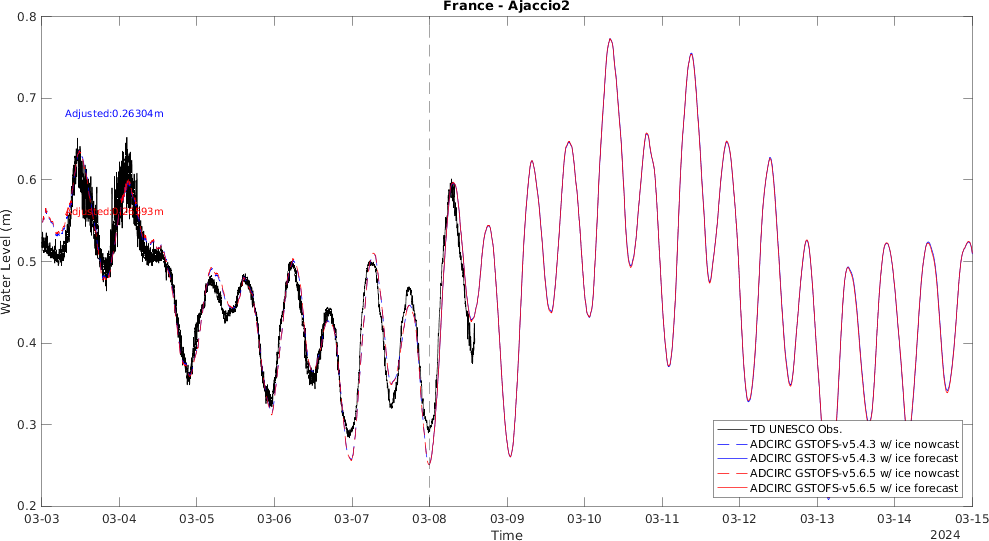 France - Ajaccio2
0.8
0.7
0.6
0.5
0.4
0.3
0.2
Water Level (m)
Adjusted:0.26304m
03-03
03-04
03-05
03-06
03-07
03-08
03-09
03-10
03-11
03-12
03-13
03-14
03-15
Time
2024
TD UNESCO Obs.
ADCIRC GSTOFS-v5.4.3 w/ ice nowcast
ADCIRC GSTOFS-v5.4.3 w/ ice forecast
ADCIRC GSTOFS-v5.6.5 w/ ice nowcast
ADCIRC GSTOFS-v5.6.5 w/ ice forecast